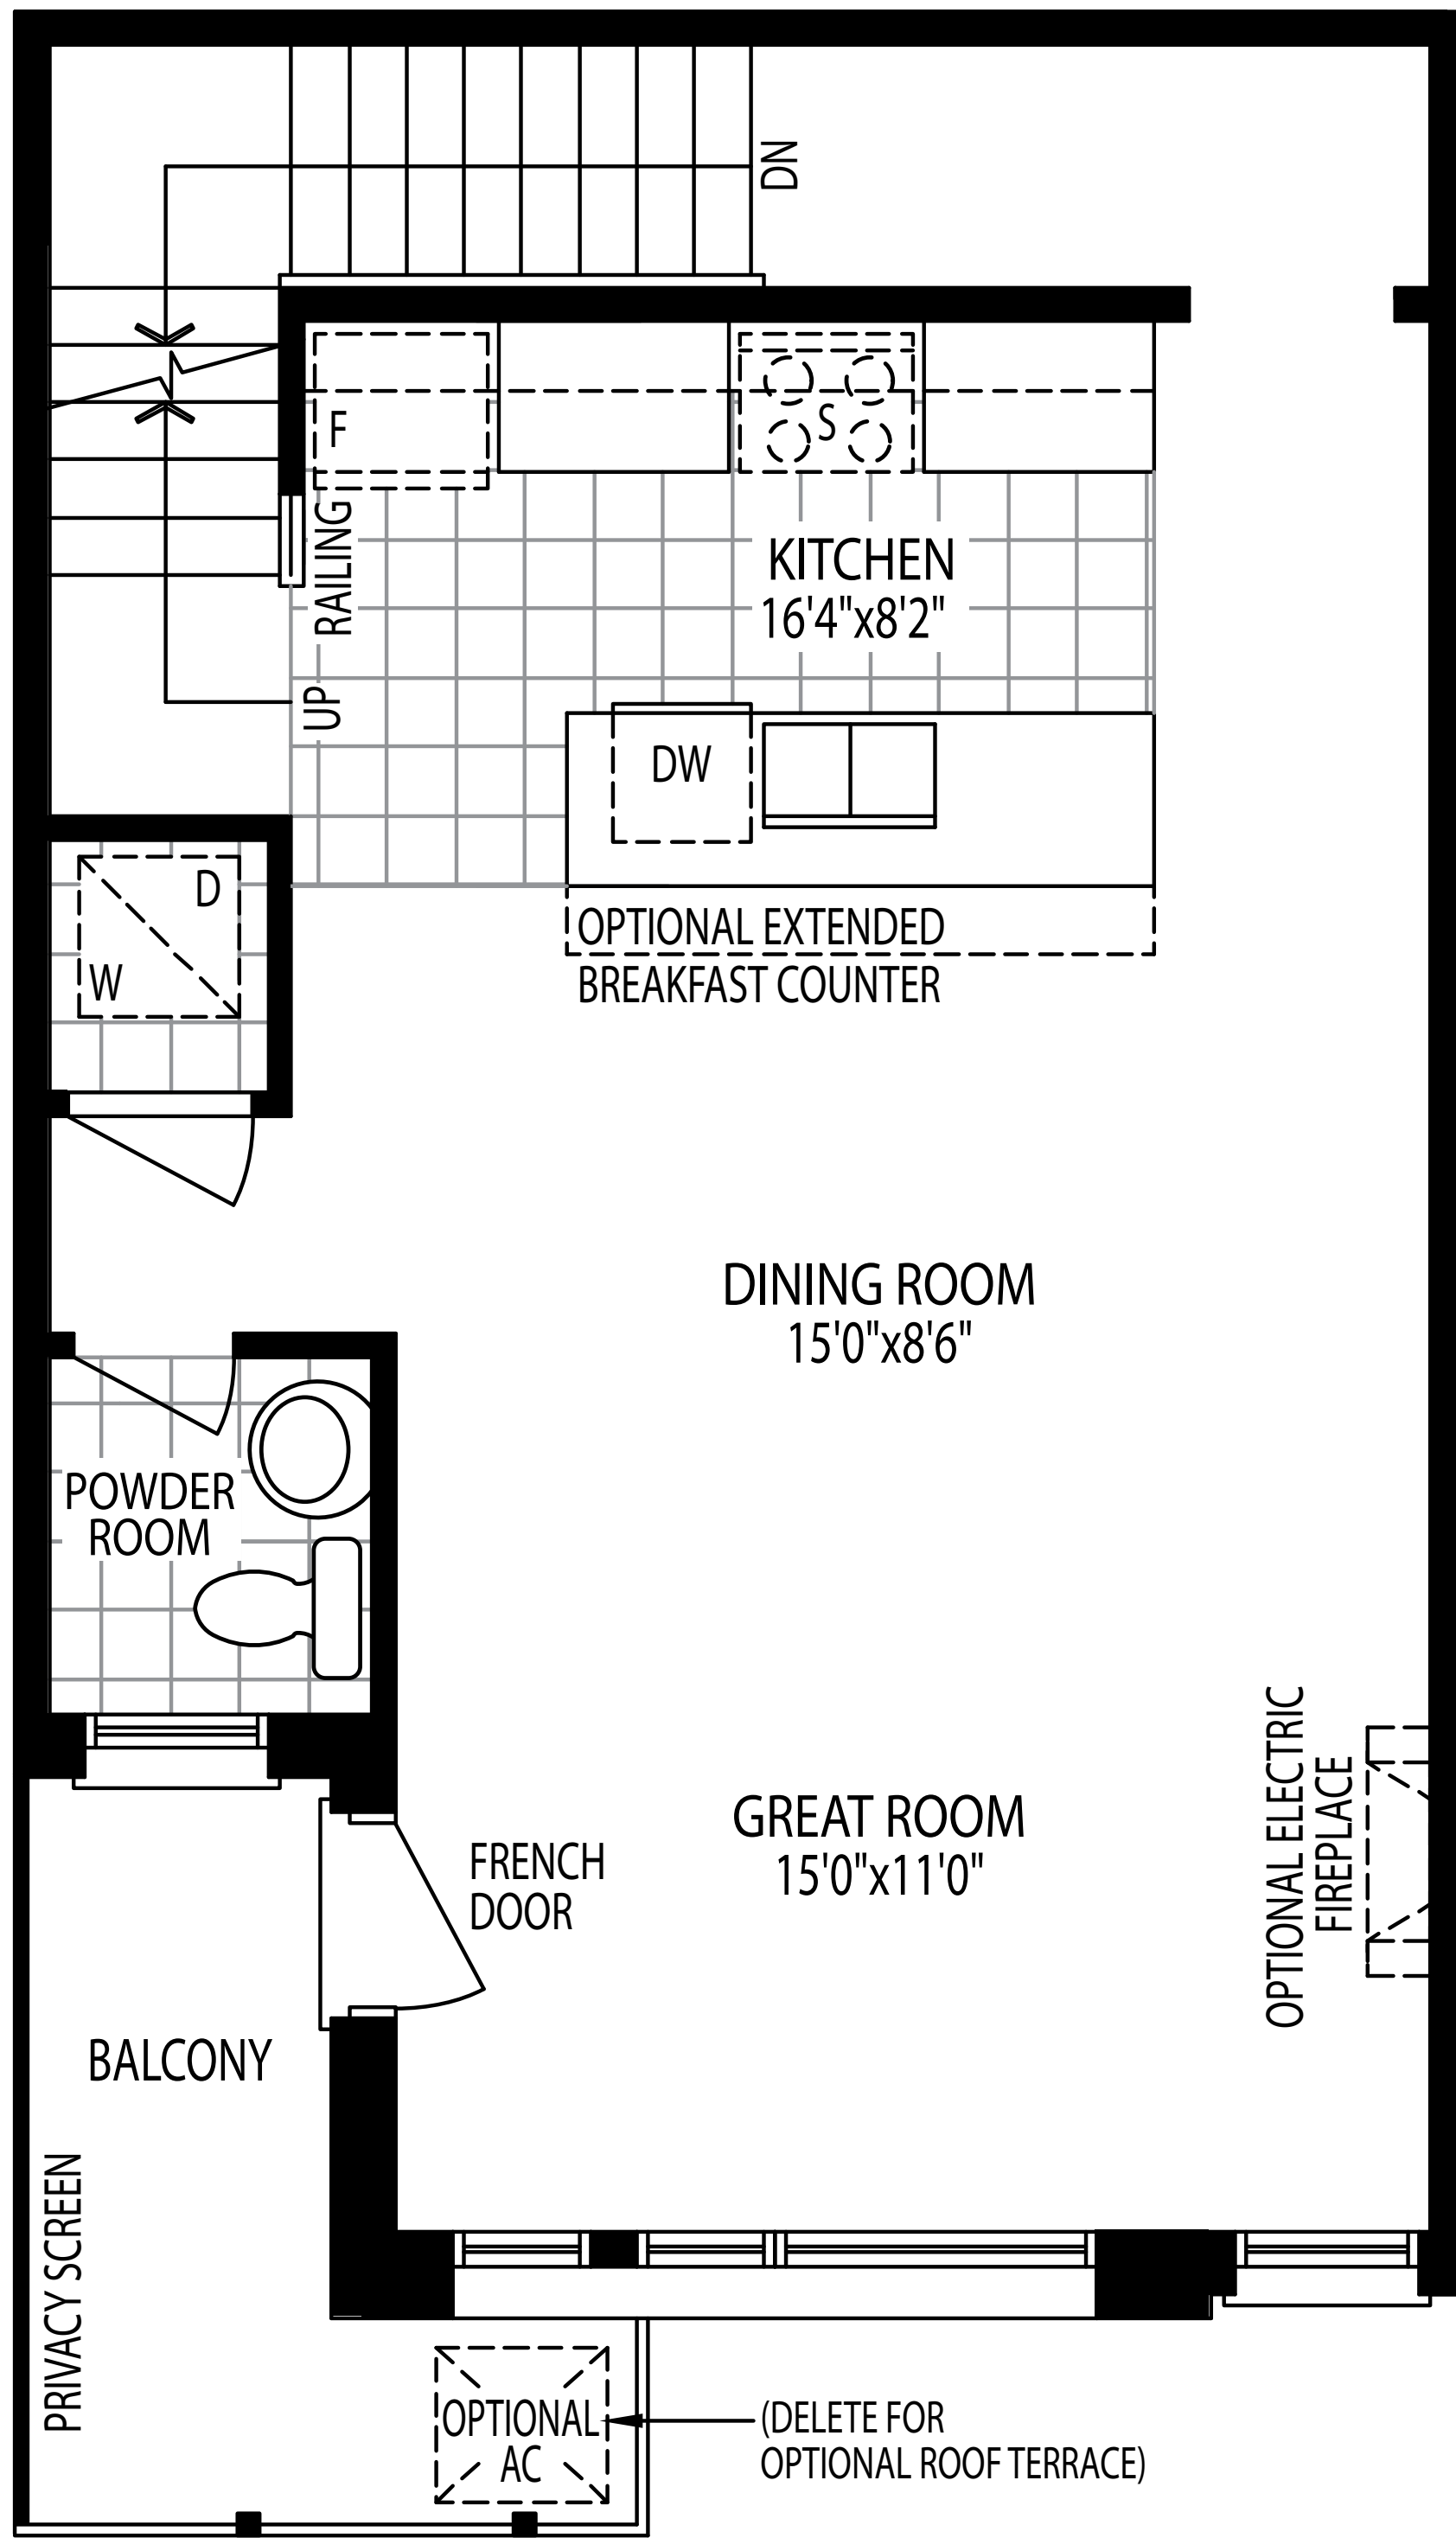 DN
F
S
RAILING
KITCHEN
16'4"x8'2"
UP
DW
D
W
OPTIONAL EXTENDED
BREAKFAST COUNTER
DINING ROOM
15'0"x8'6"
POWDER
ROOM
GREAT ROOM
15'0"x11'0"
OPTIONAL ELECTRIC
FIREPLACE
FRENCH
DOOR
BALCONY
PRIVACY SCREEN
OPTIONAL
AC
(DELETE FOR
OPTIONAL ROOF TERRACE)